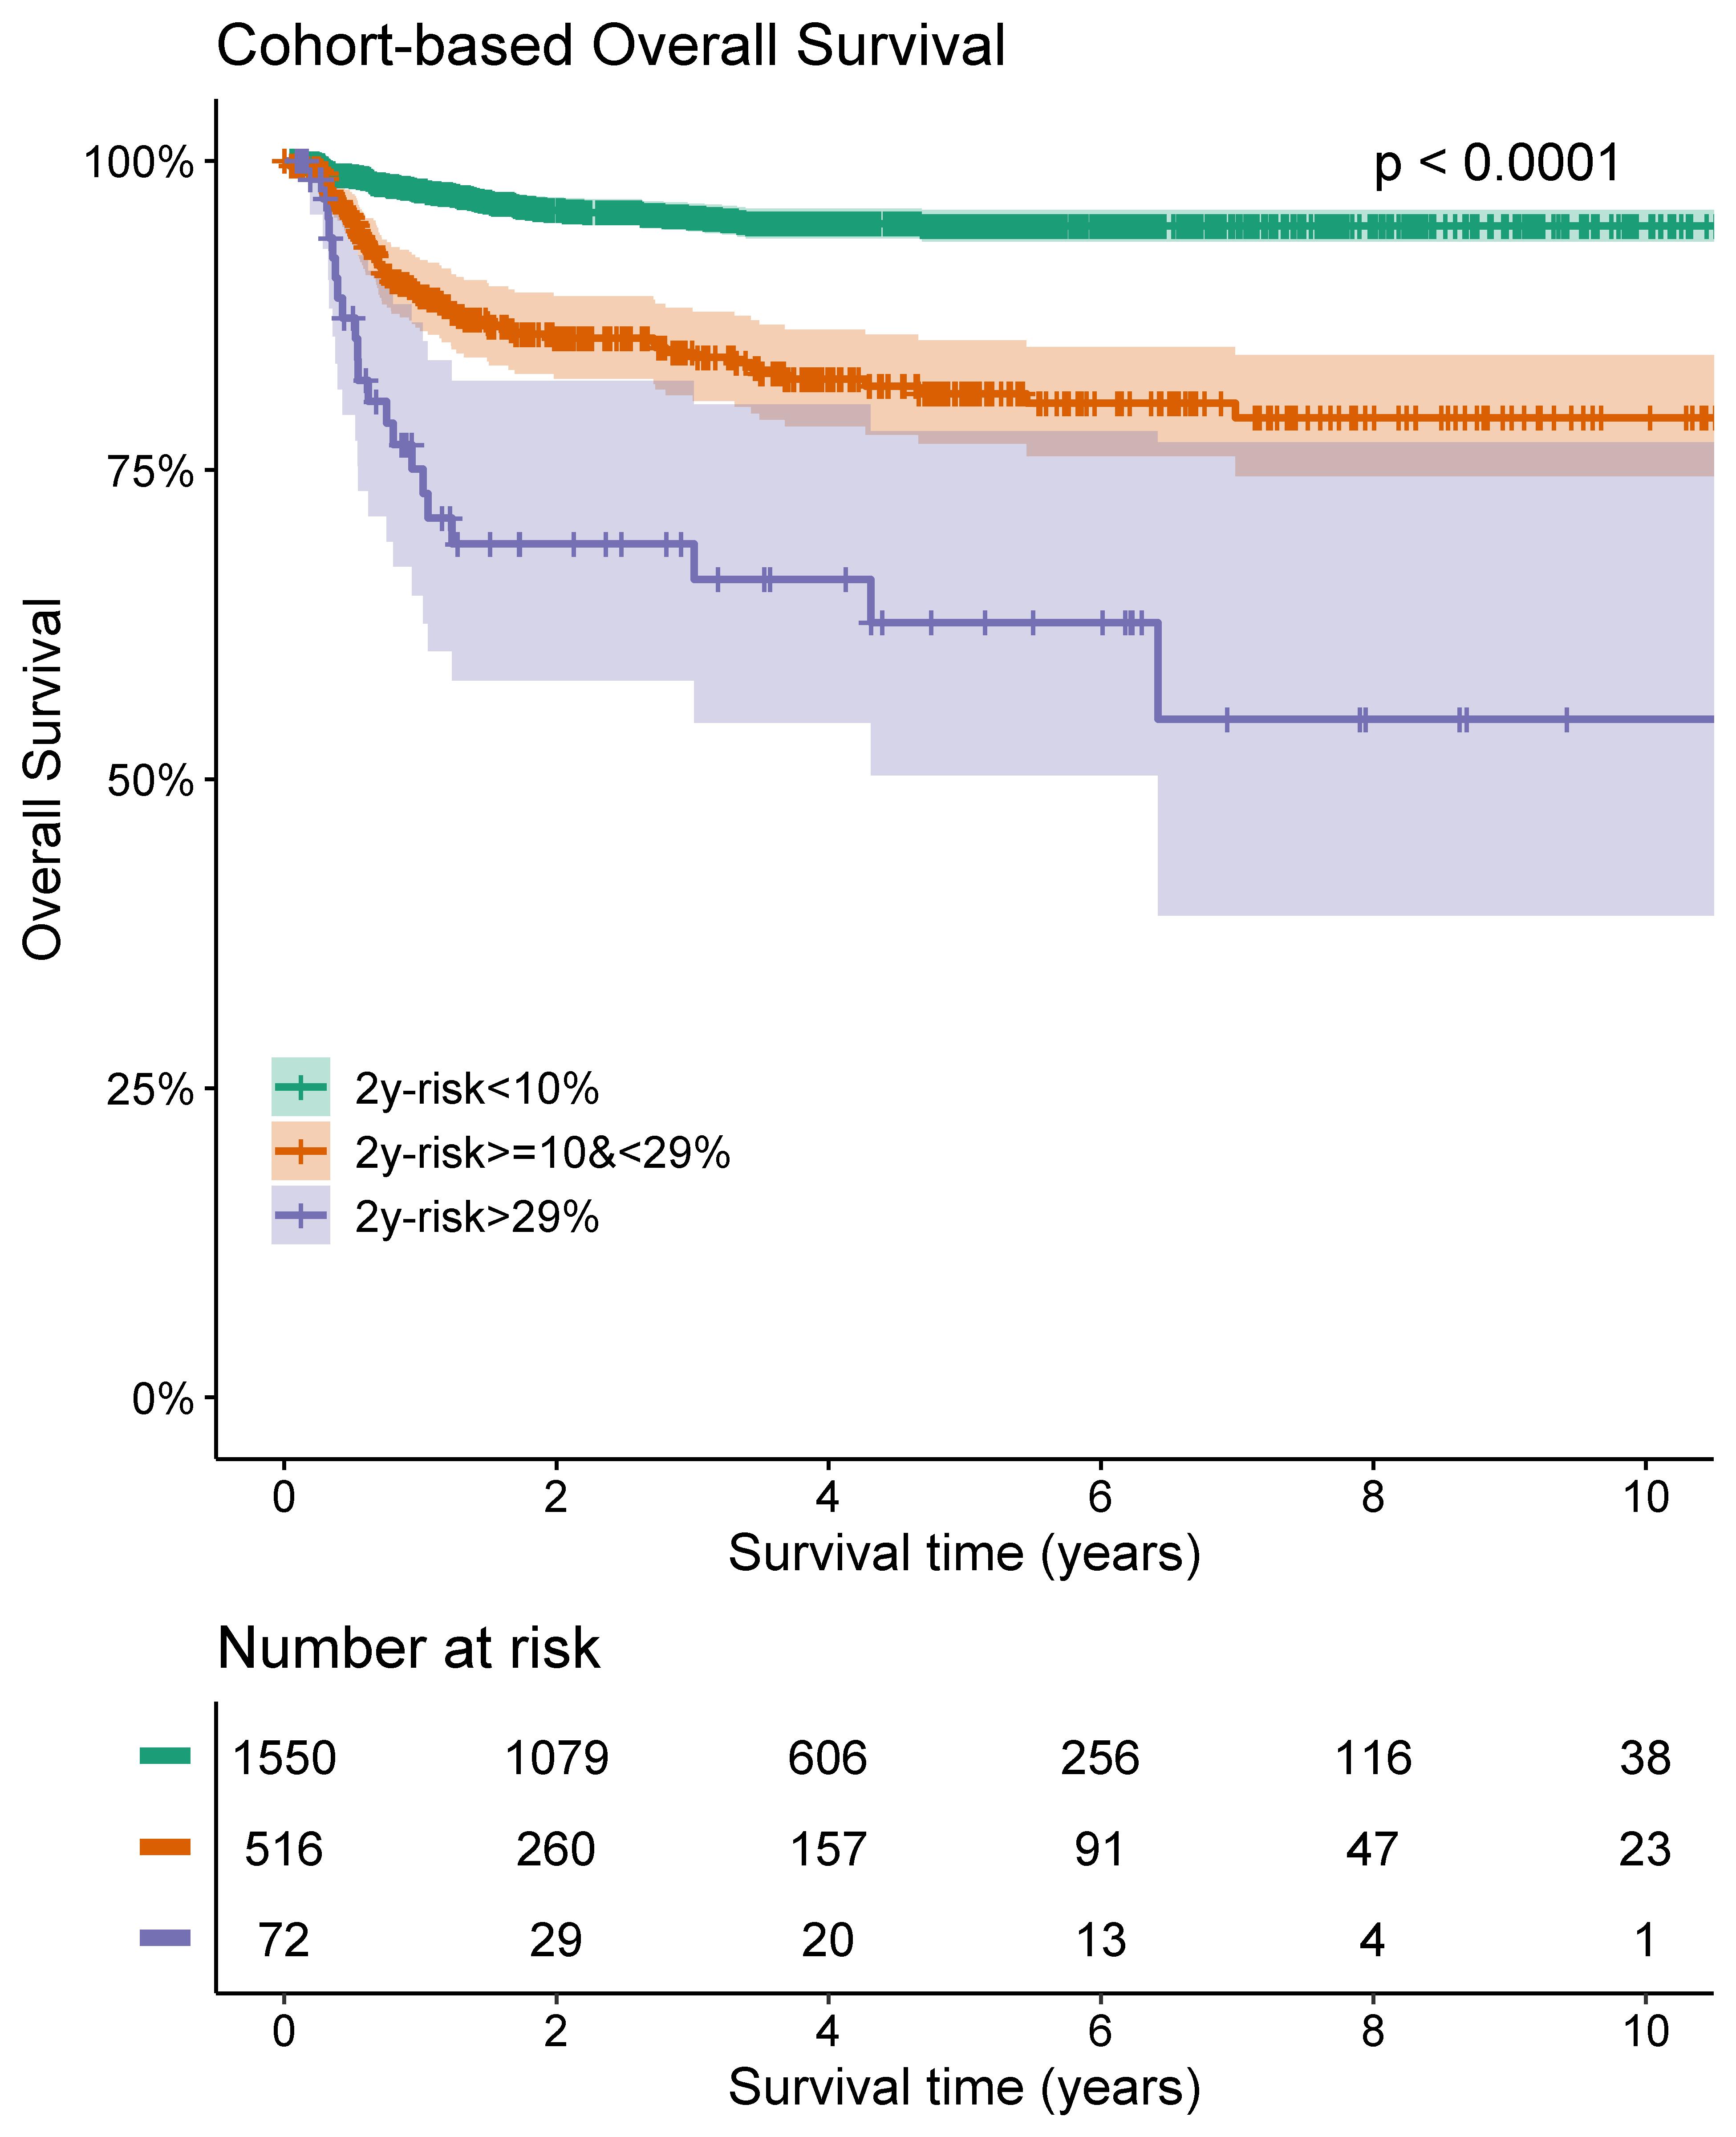 Cohort-based Overall Survival
p < 0.0001
100%
75%
50%
25%
0%
Overall Survival
2y-risk<10%
2y-risk>=10&<29%
2y-risk>29%
0 2 4 6 8 10
Survival time (years)
Number at risk
1550 1079 606 256 116 38
516 260 157 91 47 23
72 29 20 13 4 1
0 2 4 6 8 10
Survival time (years)